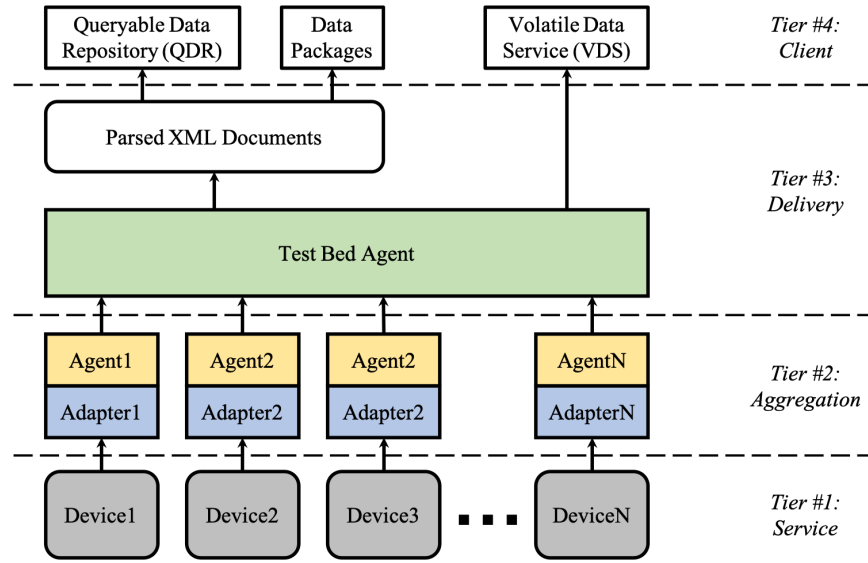 Queryable Data
Repository (QDR)
Data
Packages
Volatile Data
Service (VDS)
Tier #4:
Client
Parsed XML Documents
Tier #3:
Delivery
Test Bed Agent
Agent1
Agent2
Agent2
AgentN
Adapter1
Adapter2
Adapter2
AdapterN
Tier #2:
Aggregation
Device1
Device2
Device3
DeviceN
Tier #1:
Service